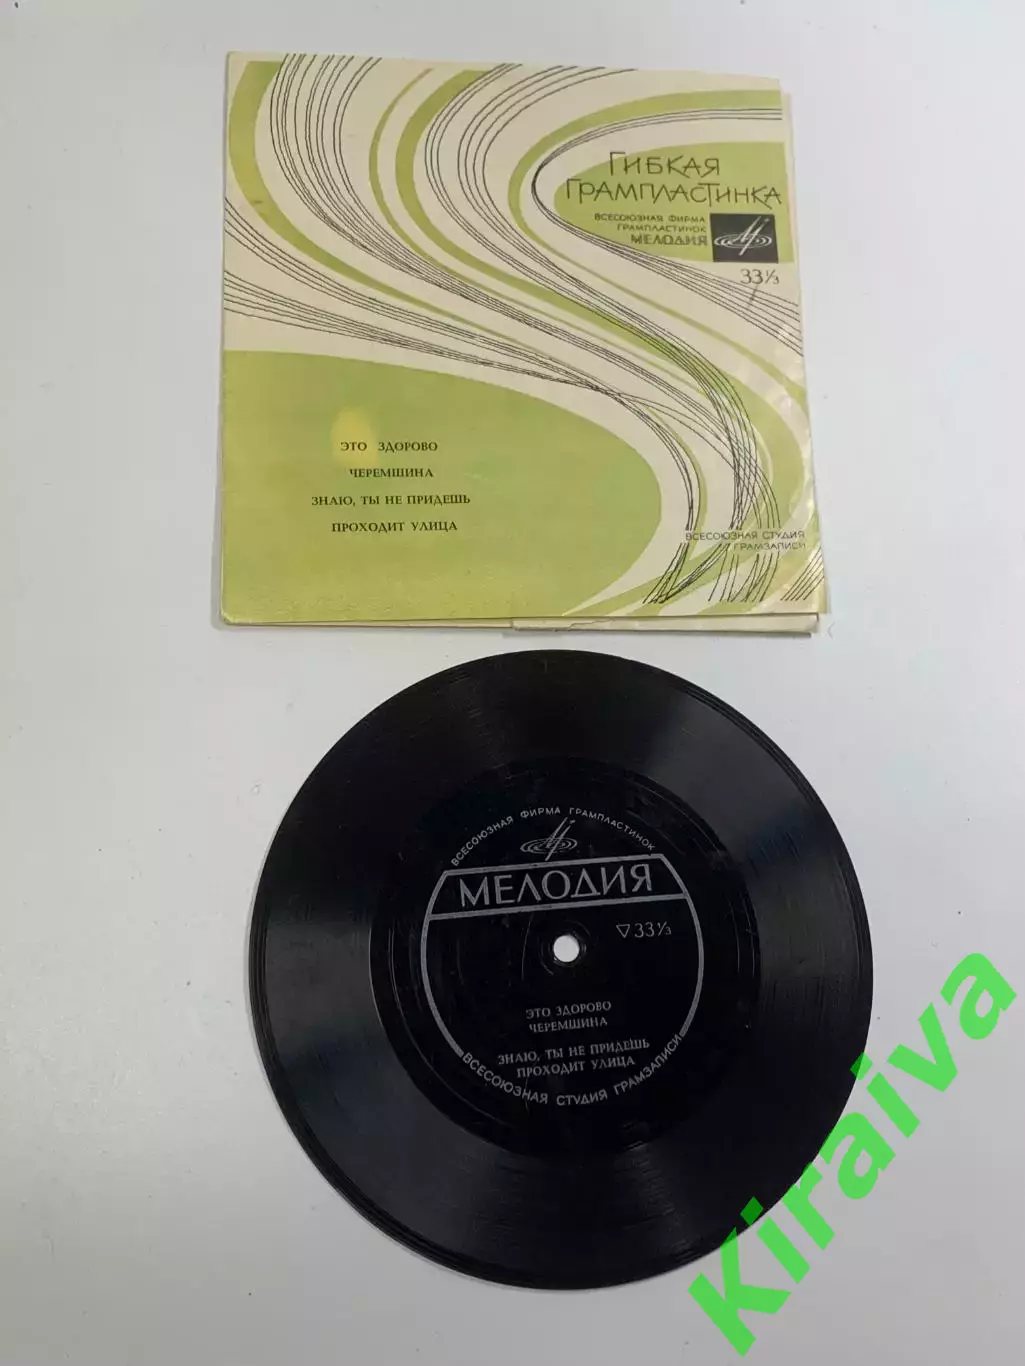 ГИБКАЯ
ГРАМПЛАСТИНКА
ВСЕСОЮЗНАЯ ФИРМА
ГРАМПЛАСТИНОК
МЕЛОДИЯ
33⅓
ЭТО ЗДОРОВО
ЧЕРЕМШИНА
ЗНАЮ, ТЫ НЕ ПРИДЕШЬ
ПРОХОДИТ УЛИЦА
ВСЕСОЮЗНАЯ СТУДИЯ
ГРАМЗАПИСИ
ВСЕСОЮЗНАЯ ФИРМА ГРАМПЛАСТИНОК
МЕЛОДИЯ
▽33⅓
ЭТО ЗДОРОВО
ЧЕРЕМШИНА
ЗНАЮ, ТЫ НЕ ПРИДЕШЬ
ПРОХОДИТ УЛИЦА
ВСЕСОЮЗНАЯ СТУДИЯ ГРАМЗАПИСИ
Kiraiva